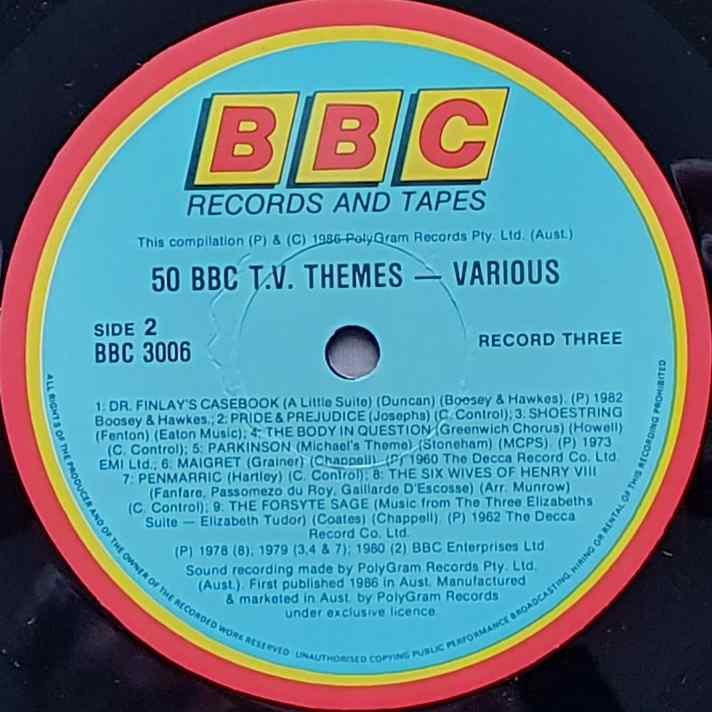 BBC
RECORDS AND TAPES
This compilation (P) & (C) 1986 PolyGram Records Pty. Ltd. (Aust.)
50 BBC T.V. THEMES — VARIOUS
SIDE 2
BBC 3006
RECORD THREE
1: DR. FINLAY'S CASEBOOK (A Little Suite) (Duncan) (Boosey & Hawkes). (P) 1982
Boosey & Hawkes.; 2: PRIDE & PREJUDICE (Josephs) (C. Control); 3. SHOESTRING
(Fenton) (Eaton Music); 4: THE BODY IN QUESTION (Greenwich Chorus) (Howell)
(C. Control); 5: PARKINSON (Michael's Theme) (Stoneham) (MCPS). (P) 1973
EMI Ltd.; 6: MAIGRET (Grainer) (Chappell). (P) 1960 The Decca Record Co. Ltd.
7: PENMARRIC (Hartley) (C. Control); 8: THE SIX WIVES OF HENRY VIII
(Fanfare, Passomezo du Roy, Gaillarde D'Escosse) (Arr. Munrow)
(C. Control); 9: THE FORSYTE SAGE (Music from The Three Elizabeths
Suite — Elizabeth Tudor) (Coates) (Chappell). (P) 1962 The Decca
Record Co. Ltd.
(P) 1978 (8); 1979 (3,4 & 7); 1980 (2) BBC Enterprises Ltd.
Sound recording made by PolyGram Records Pty. Ltd.
(Aust.). First published 1986 in Aust. Manufactured
& marketed in Aust. by PolyGram Records
under exclusive licence.
ALL RIGHTS OF THE PRODUCER AND OF THE OWNER OF THE RECORDED WORK RESERVED · UNAUTHORISED COPYING PUBLIC PERFORMANCE BROADCASTING, HIRING OR RENTAL OF THIS RECORDING PROHIBITED